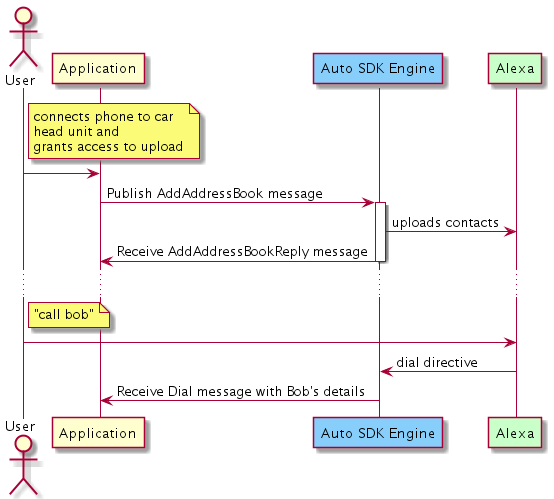 User
Application
Auto SDK Engine
Alexa
connects phone to car
head unit and
grants access to upload
Publish AddAddressBook message
uploads contacts
Receive AddAddressBookReply message
"call bob"
dial directive
Receive Dial message with Bob's details
User
Application
Auto SDK Engine
Alexa